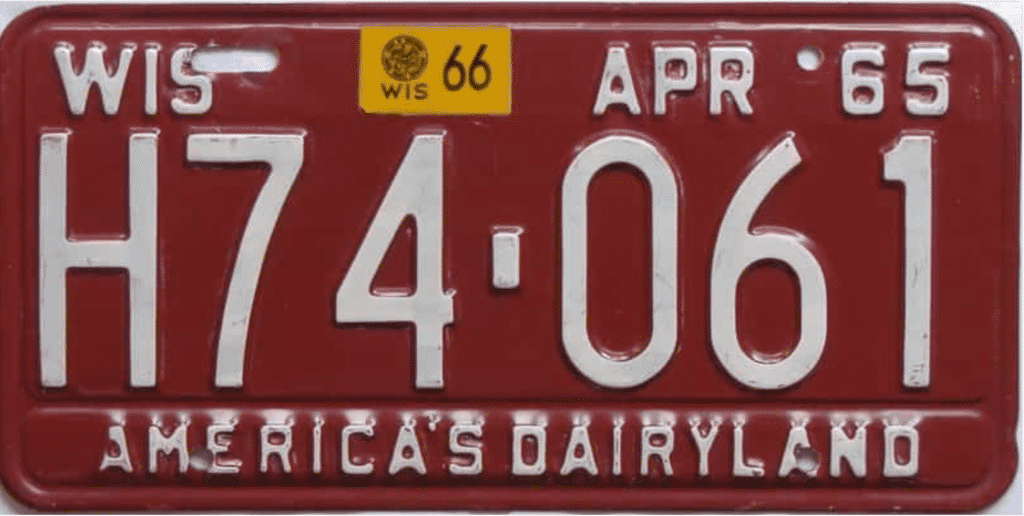 WIS 66 APR 65
WIS
H74-061
AMERICA'S DAIRYLAND